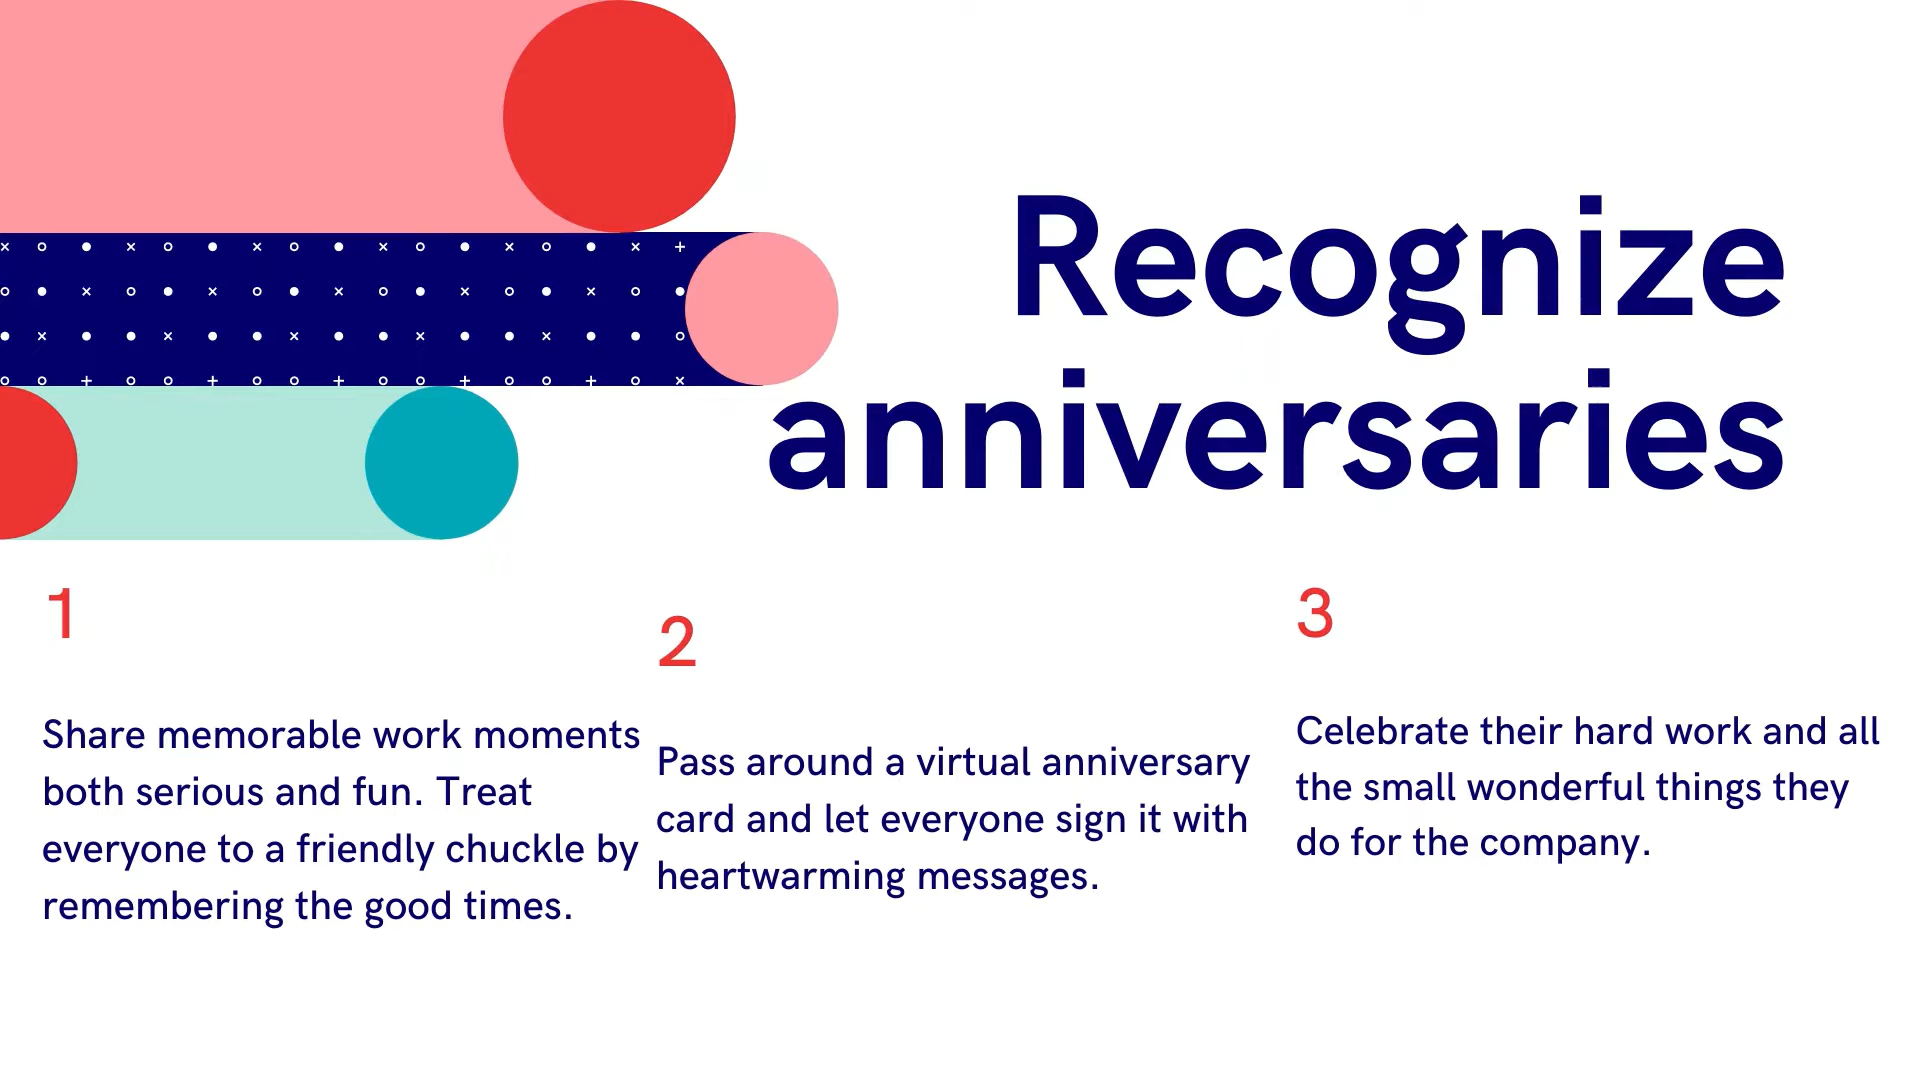 Recognize
anniversaries
1
Share memorable work moments
both serious and fun. Treat
everyone to a friendly chuckle by
remembering the good times.
2
Pass around a virtual anniversary
card and let everyone sign it with
heartwarming messages.
3
Celebrate their hard work and all
the small wonderful things they
do for the company.